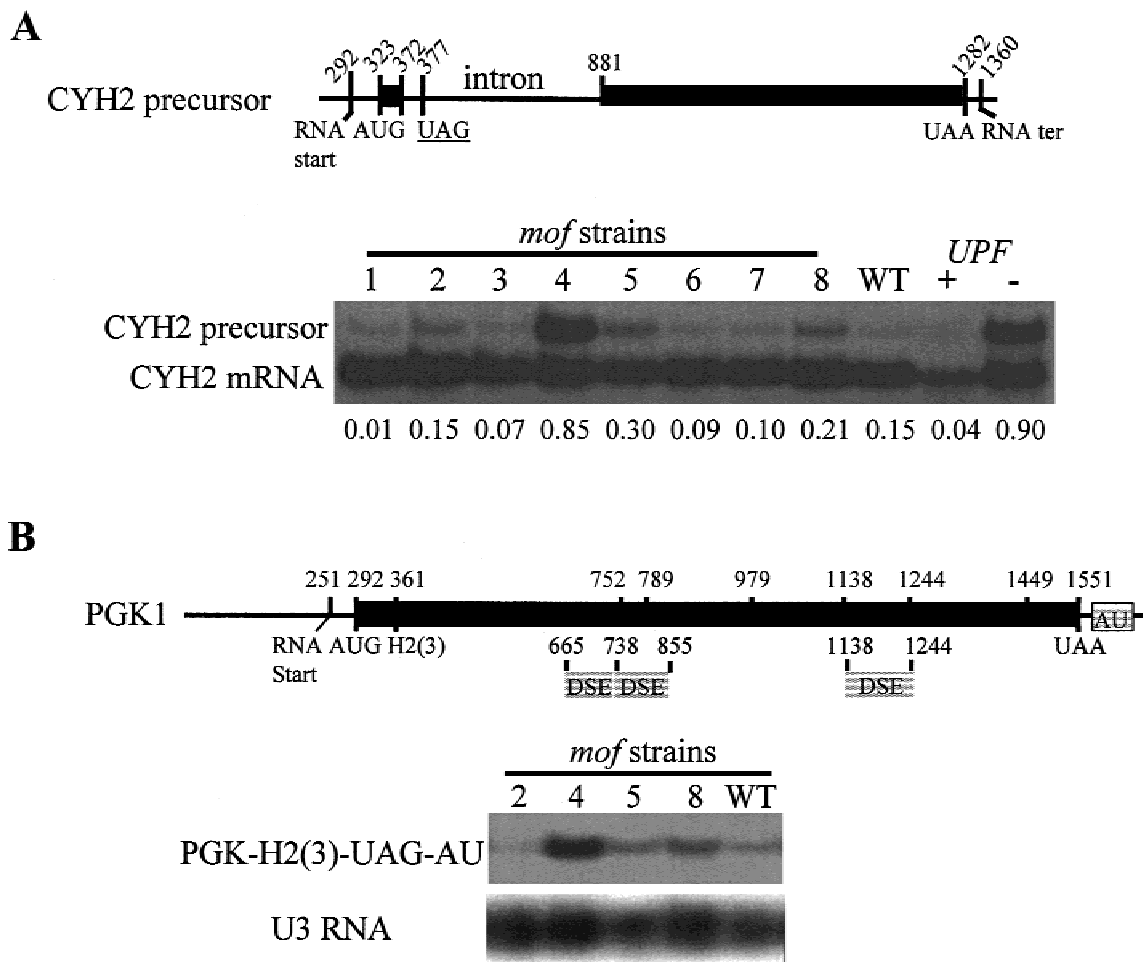 A
292 323 372 377 intron 881 1282 1360
CYH2 precursor
RNA AUG UAG UAA RNA ter
start
mof strains
UPF
1 2 3 4 5 6 7 8 WT + -
CYH2 precursor
CYH2 mRNA
0.01 0.15 0.07 0.85 0.30 0.09 0.10 0.21 0.15 0.04 0.90
B
251 292 361 752 789 979 1138 1244 1449 1551
PGK1 AU
RNA AUG H2(3) 665 738 855 1138 1244 UAA
Start
DSE DSE DSE
mof strains
2 4 5 8 WT
PGK-H2(3)-UAG-AU
U3 RNA